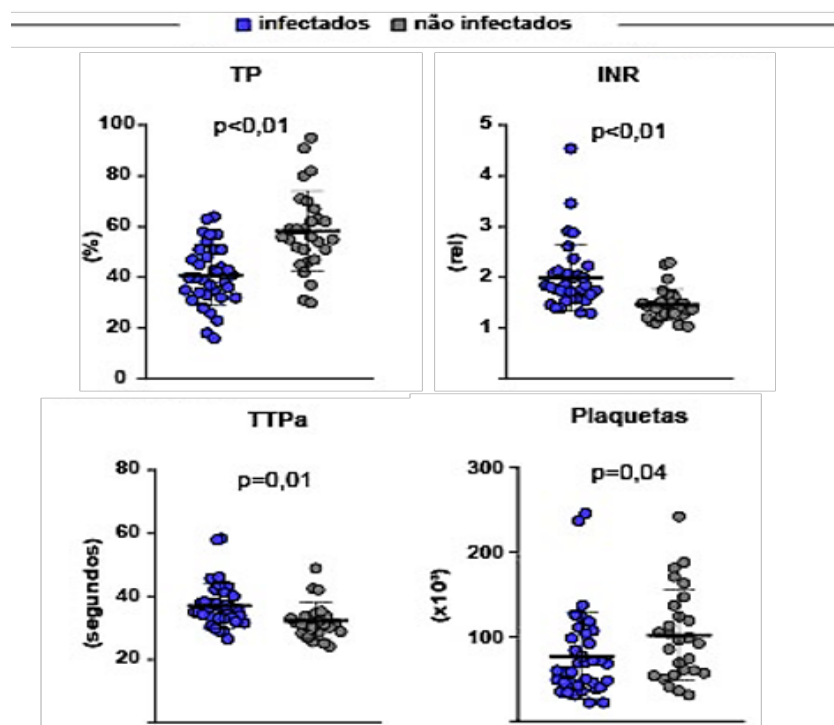 infectados não infectados
TP
INR
p<0,01
p<0,01
100
80
60
40
20
0
(%)
5
4
3
2
1
(rel)
TTPa
Plaquetas
p=0,01
p=0,04
80
60
40
20
(segundos)
300
200
100
(x10³)